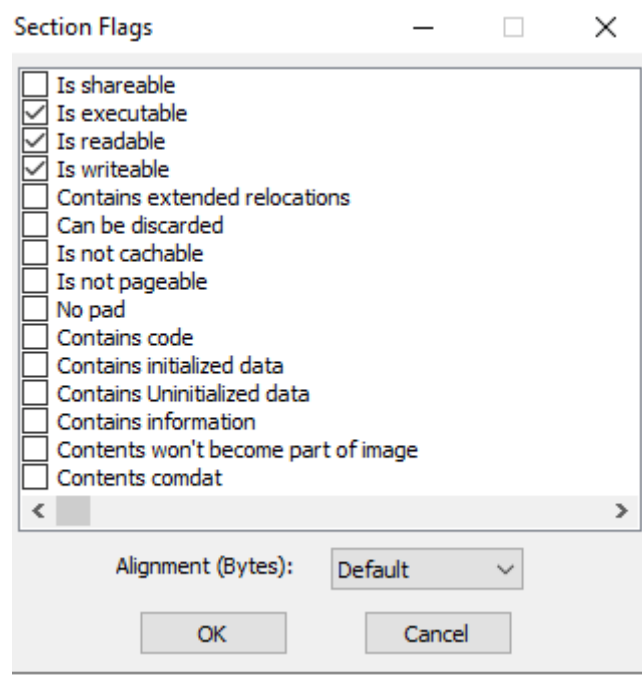 Section Flags
Is shareable
Is executable
Is readable
Is writeable
Contains extended relocations
Can be discarded
Is not cachable
Is not pageable
No pad
Contains code
Contains initialized data
Contains Uninitialized data
Contains information
Contents won't become part of image
Contents comdat
Alignment (Bytes): Default
OK Cancel